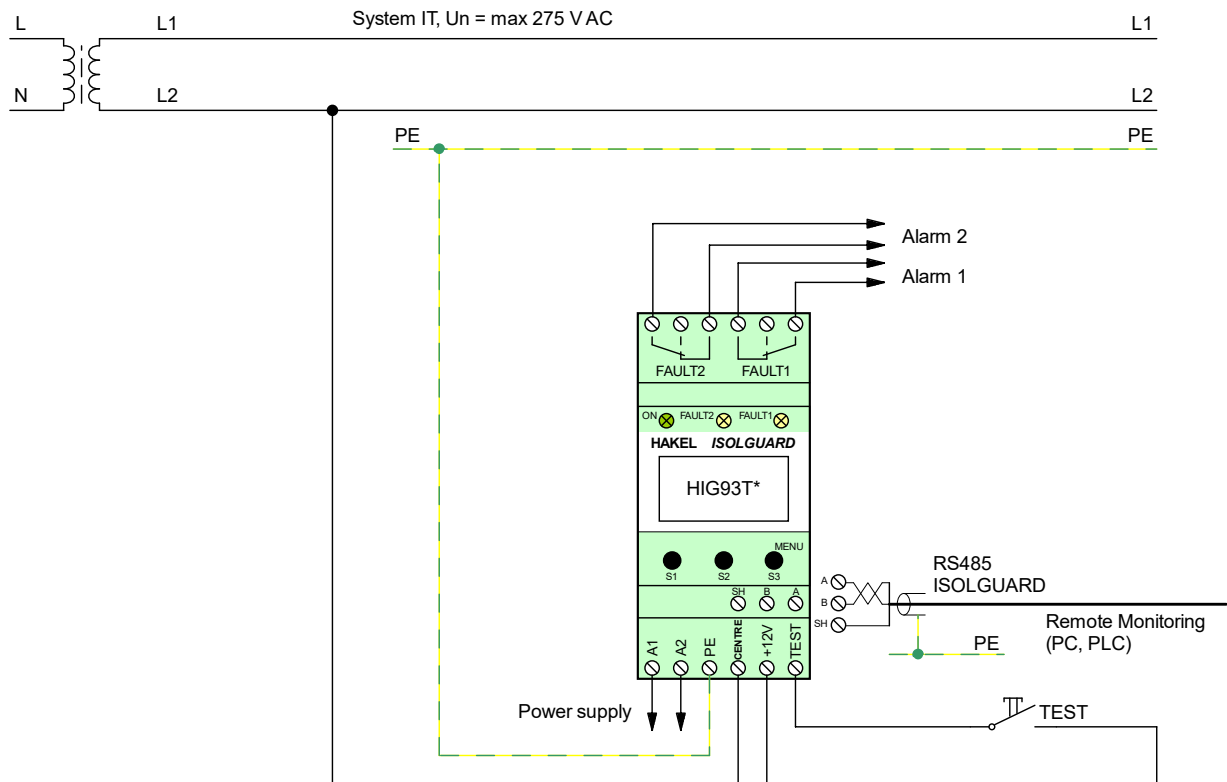 L
L1
System IT, Un = max 275 V AC
L1
N
L2
L2
PE
PE
Alarm 2
Alarm 1
FAULT2
FAULT1
ON
FAULT2
FAULT1
HAKEL
ISOLGUARD
HIG93T*
MENU
S1
S2
S3
SH
B
A
A1
A2
PE
CENTRE
+12V
TEST
A
B
SH
RS485
ISOLGUARD
Remote Monitoring
(PC, PLC)
PE
Power supply
TEST